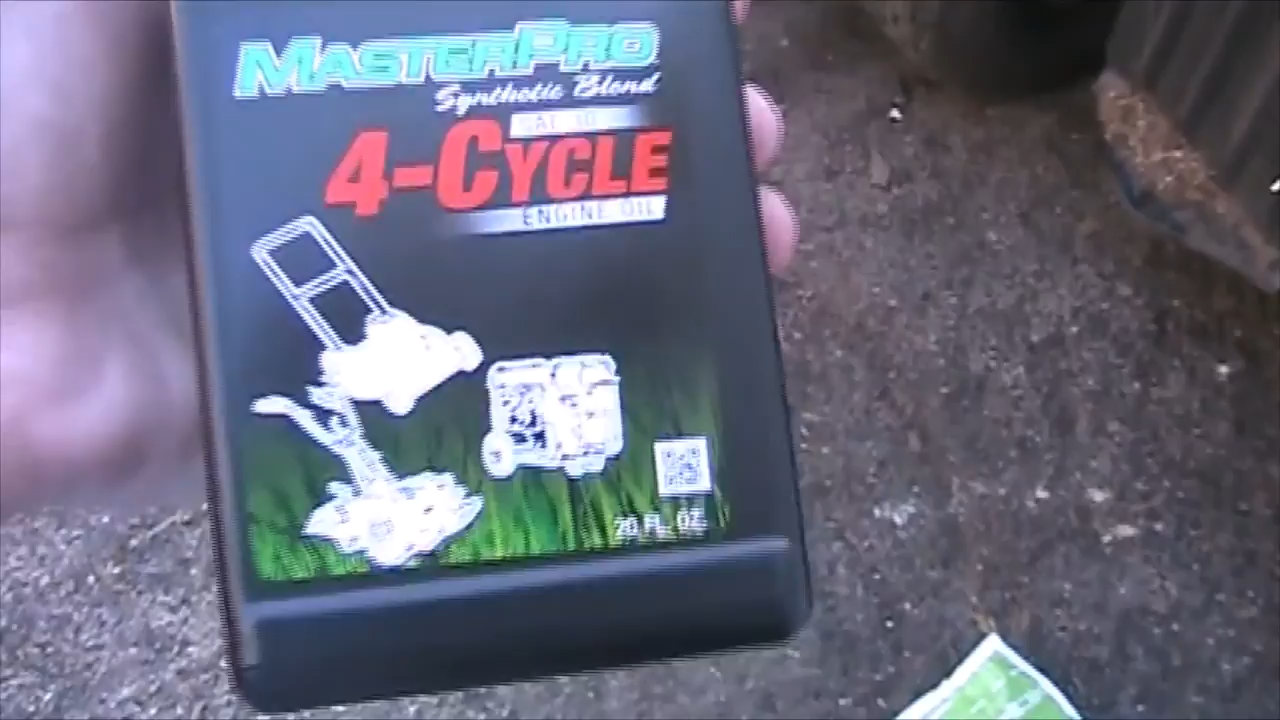 MASTERPRO
Synthetic Blend
4-CYCLE
ENGINE OIL
20 FL. OZ.